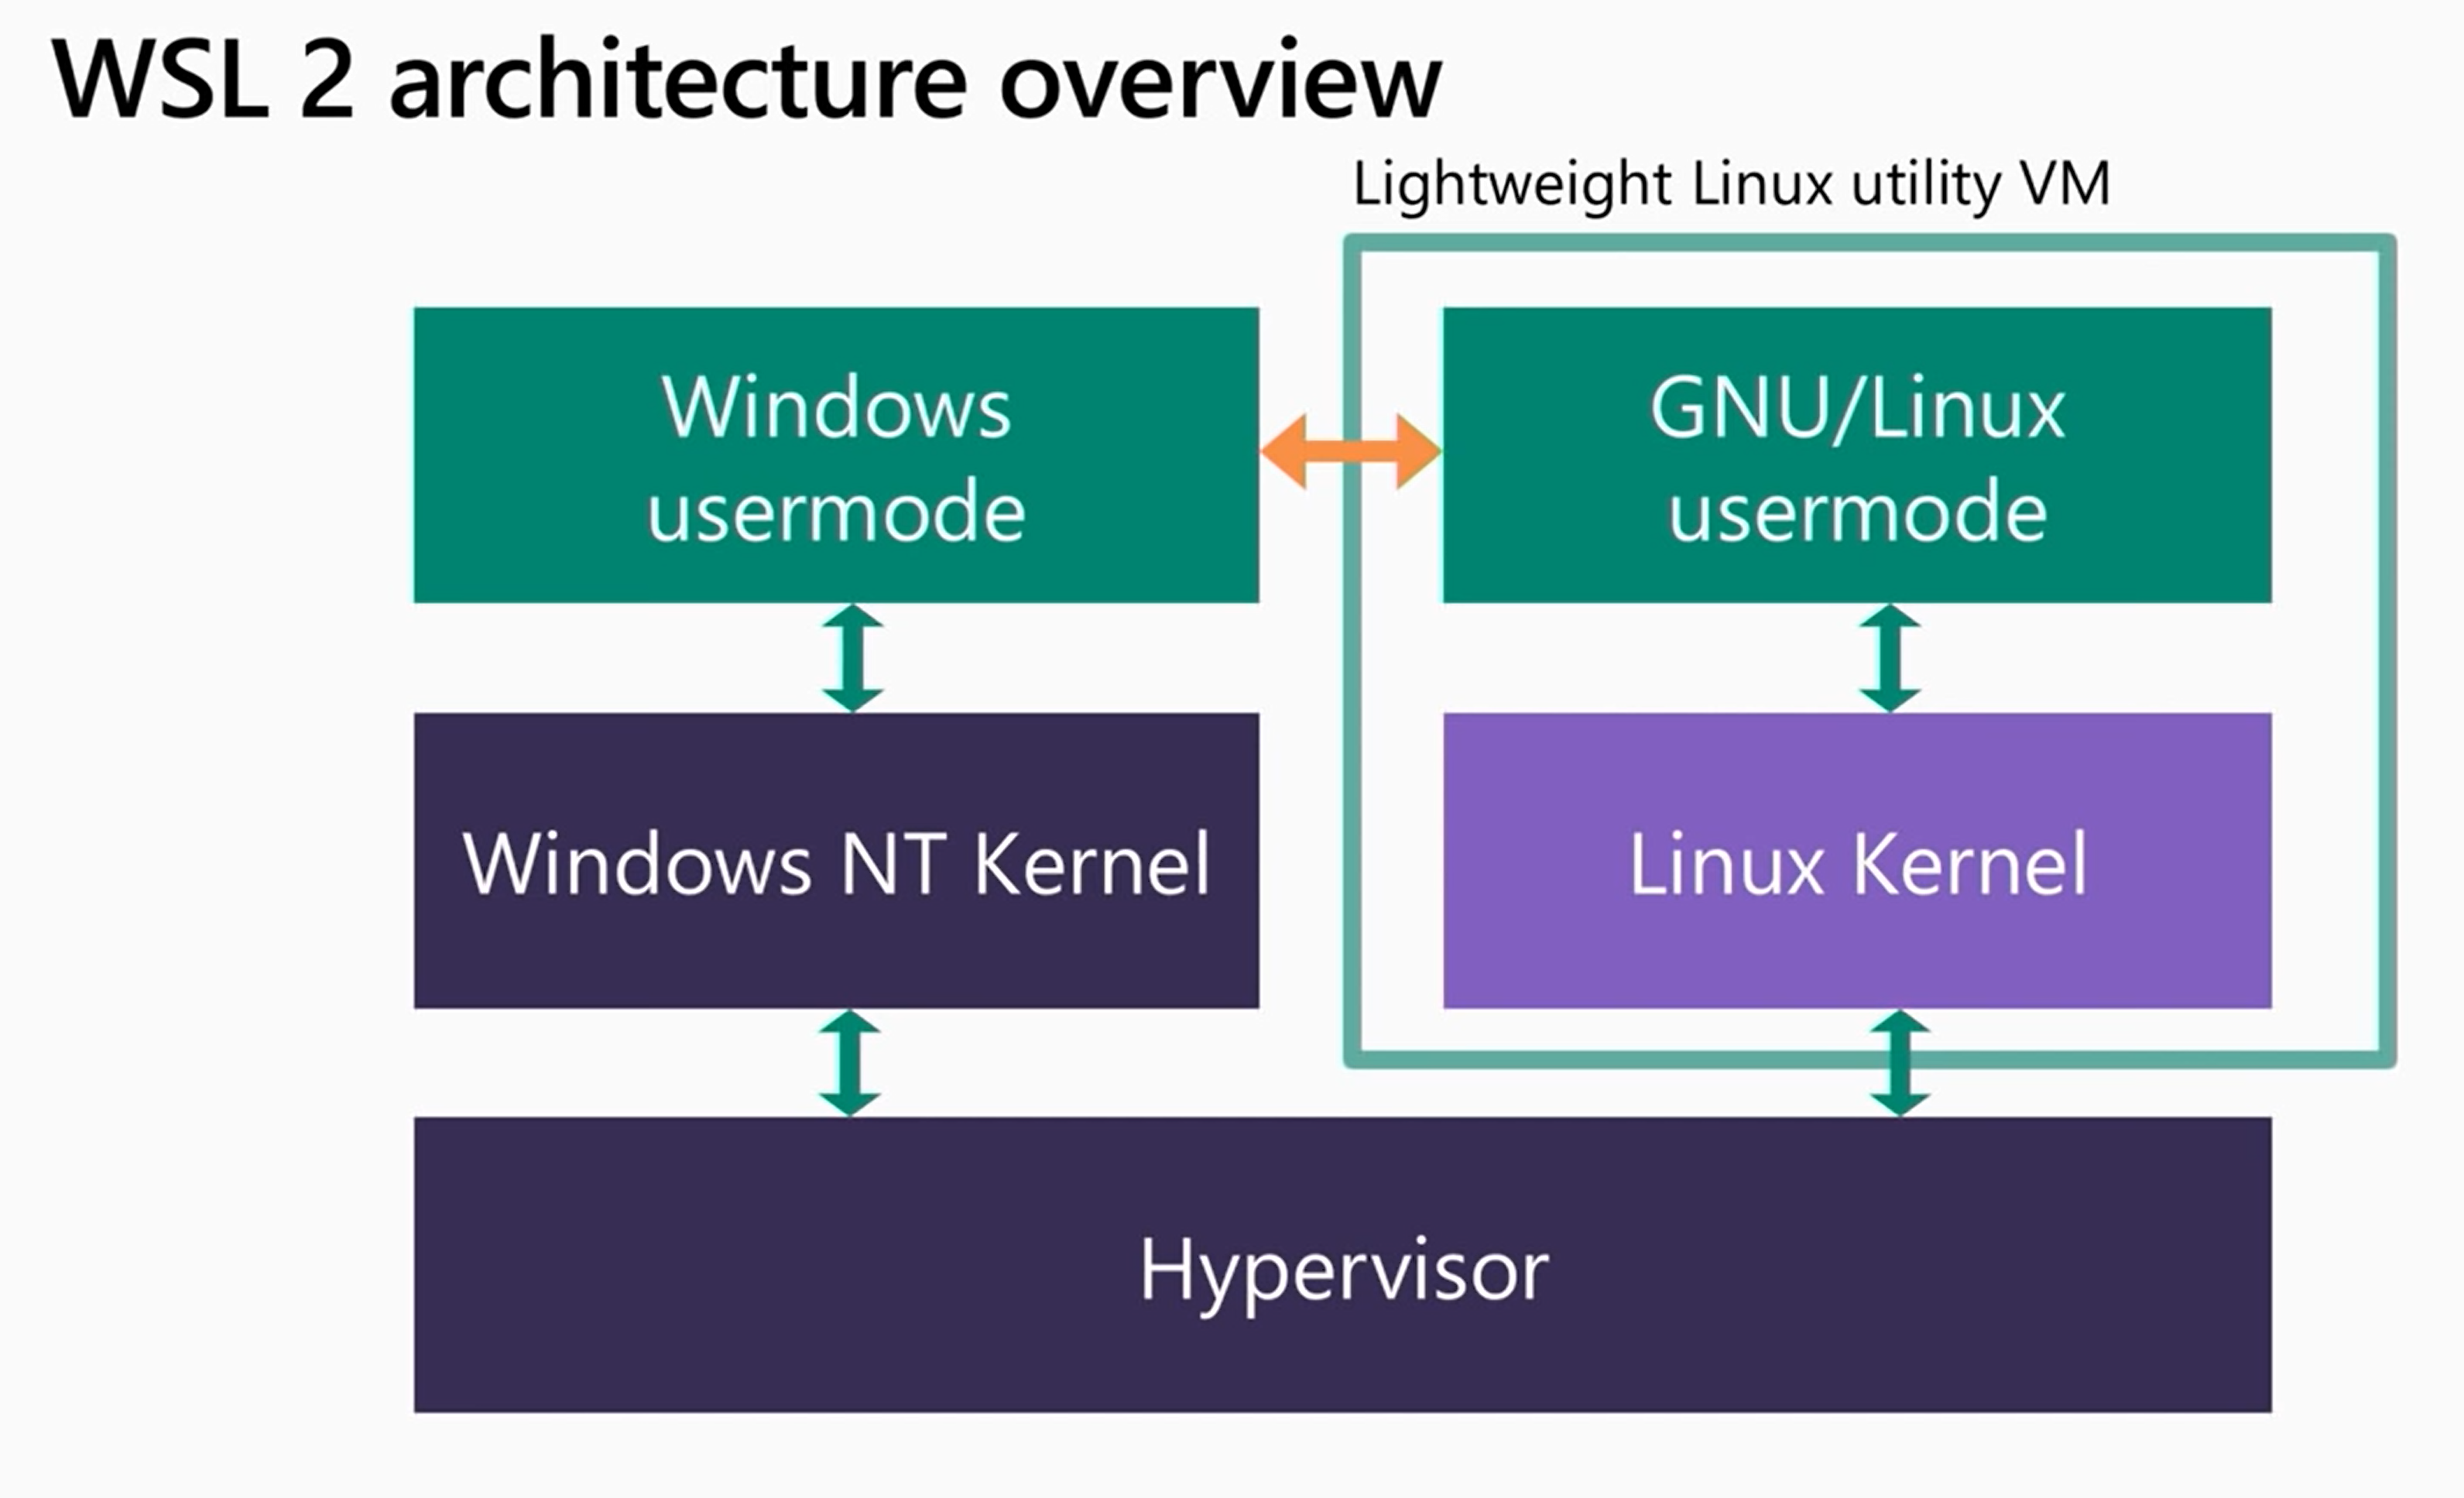 WSL 2 architecture overview
Lightweight Linux utility VM
Windows
usermode
GNU/Linux
usermode
Windows NT Kernel
Linux Kernel
Hypervisor